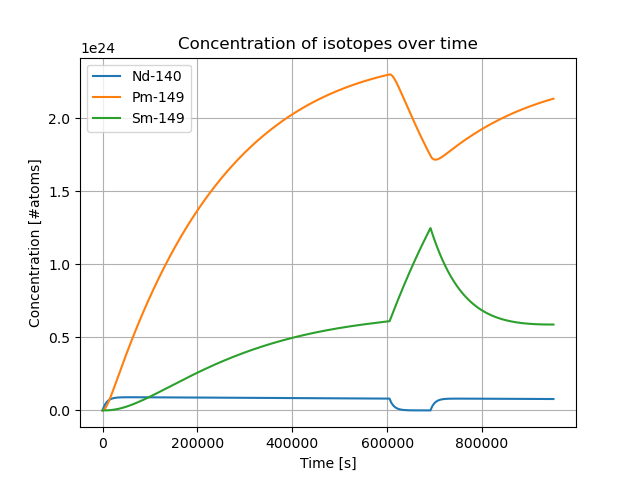 Concentration of isotopes over time
1e24
Nd-140
Pm-149
Sm-149
2.0
1.5
1.0
0.5
0.0
Concentration [#atoms]
0 200000 400000 600000 800000
Time [s]